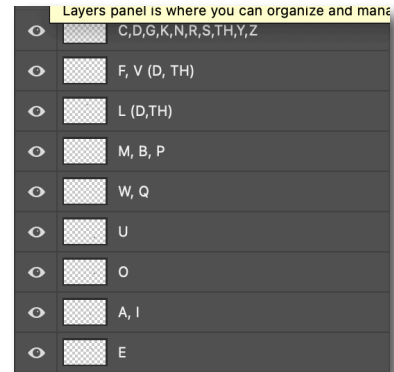 Layers panel is where you can organize and mana
C,D,G,K,N,R,S,TH,Y,Z
F, V (D, TH)
L (D,TH)
M, B, P
W, Q
U
O
A, I
E